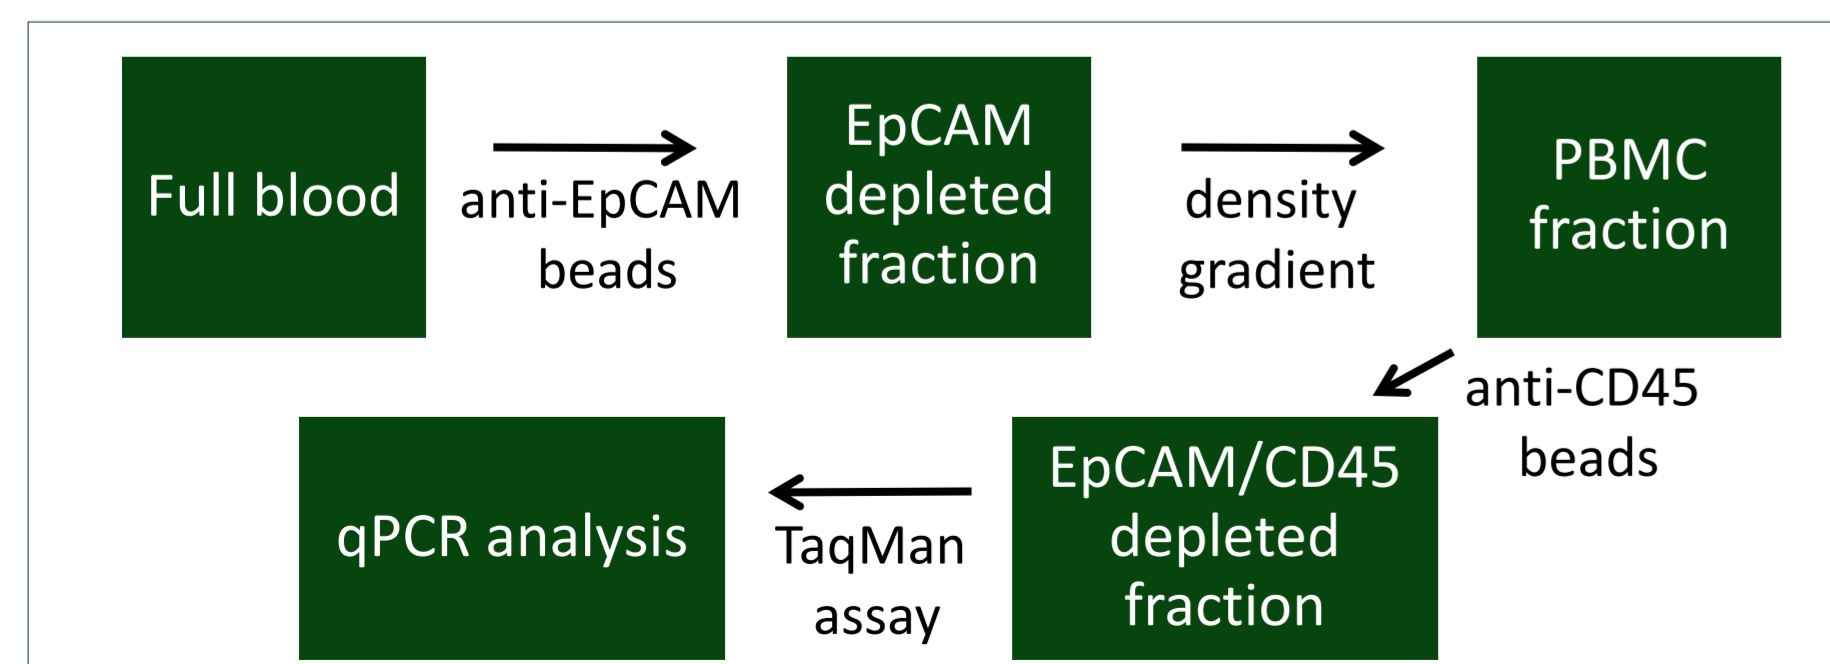 Full blood
anti-EpCAM
beads
EpCAM
depleted
fraction
density
gradient
PBMC
fraction
anti-CD45
beads
EpCAM/CD45
depleted
fraction
TaqMan
assay
qPCR analysis